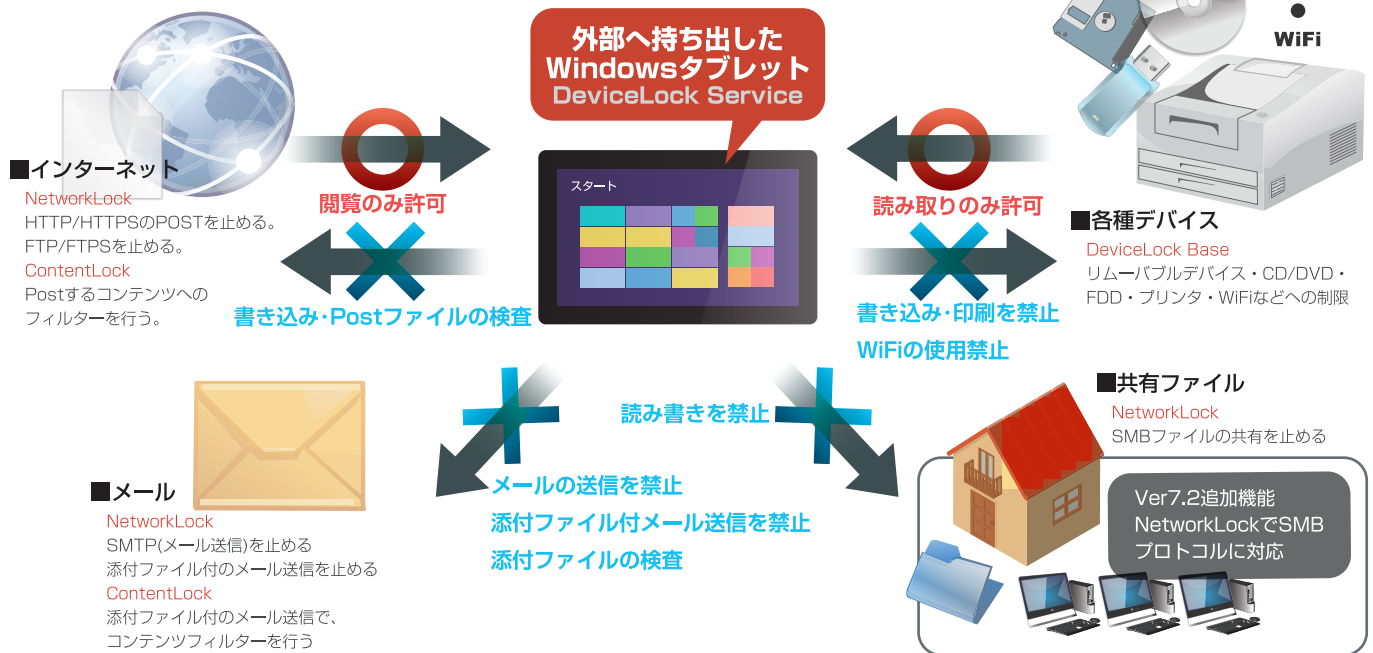 外部へ持ち出した
Windowsタブレット
DeviceLock Service
WiFi
スタート
■インターネット
NetworkLock
HTTP/HTTPSのPOSTを止める。
FTP/FTPSを止める。
ContentLock
Postするコンテンツへの
フィルターを行う。
閲覧のみ許可
書き込み・Postファイルの検査
読み取りのみ許可
書き込み・印刷を禁止
WiFiの使用禁止
■各種デバイス
DeviceLock Base
リムーバブルデバイス・CD/DVD・
FDD・プリンタ・WiFiなどへの制限
■メール
NetworkLock
SMTP(メール送信)を止める
添付ファイル付のメール送信を止める
ContentLock
添付ファイル付のメール送信で、
コンテンツフィルターを行う
読み書きを禁止
メールの送信を禁止
添付ファイル付メール送信を禁止
添付ファイルの検査
■共有ファイル
NetworkLock
SMBファイルの共有を止める
Ver7.2追加機能
NetworkLockでSMB
プロトコルに対応